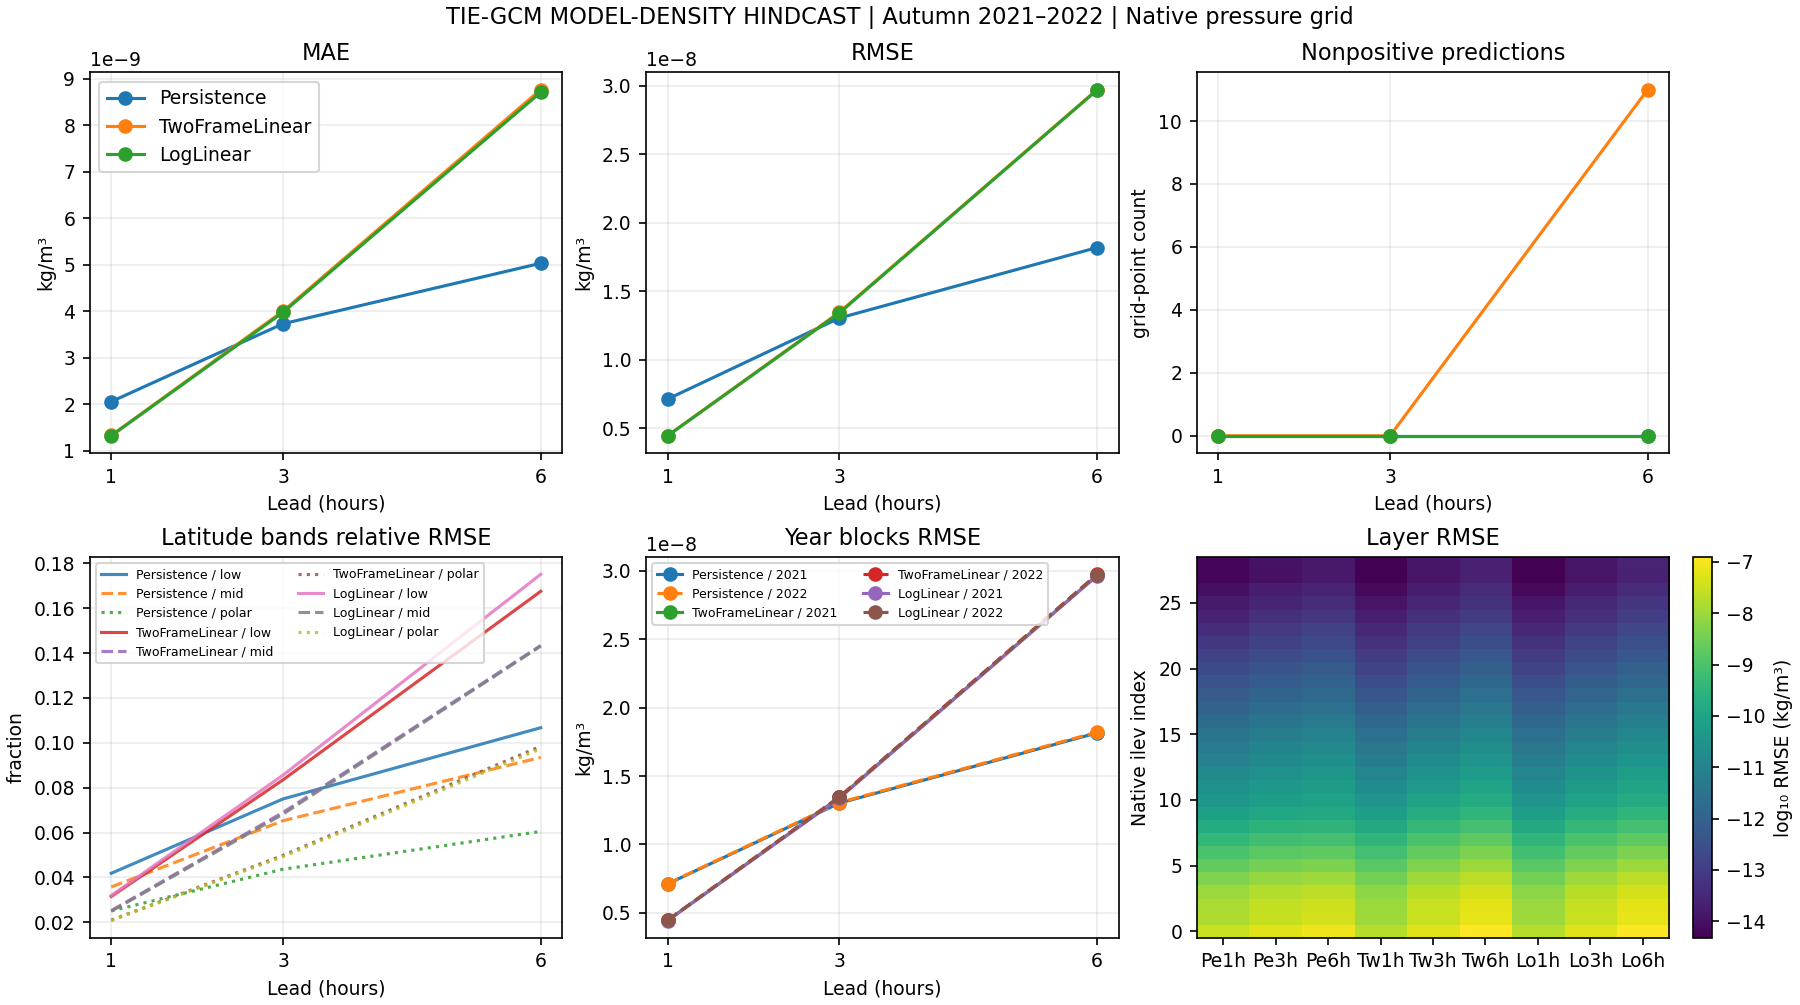 TIE-GCM MODEL-DENSITY HINDCAST | Autumn 2021–2022 | Native pressure grid
MAE
1e−9
9
8
7
6
5
4
3
2
1
kg/m³
Persistence
TwoFrameLinear
LogLinear
1
3
6
Lead (hours)
RMSE
1e−8
3.0
2.5
2.0
1.5
1.0
0.5
kg/m³
1
3
6
Lead (hours)
Nonpositive predictions
10
8
6
4
2
0
grid-point count
1
3
6
Lead (hours)
Latitude bands relative RMSE
0.18
0.16
0.14
0.12
0.10
0.08
0.06
0.04
0.02
fraction
Persistence / low
Persistence / mid
Persistence / polar
TwoFrameLinear / low
TwoFrameLinear / mid
TwoFrameLinear / polar
LogLinear / low
LogLinear / mid
LogLinear / polar
1
3
6
Lead (hours)
Year blocks RMSE
1e−8
3.0
2.5
2.0
1.5
1.0
0.5
kg/m³
Persistence / 2021
Persistence / 2022
TwoFrameLinear / 2021
TwoFrameLinear / 2022
LogLinear / 2021
LogLinear / 2022
1
3
6
Lead (hours)
Layer RMSE
25
20
15
10
5
0
Native ilev index
Pe1h Pe3h Pe6h Tw1h Tw3h Tw6h Lo1h Lo3h Lo6h
−7
−8
−9
−10
−11
−12
−13
−14
log₁₀ RMSE (kg/m³)